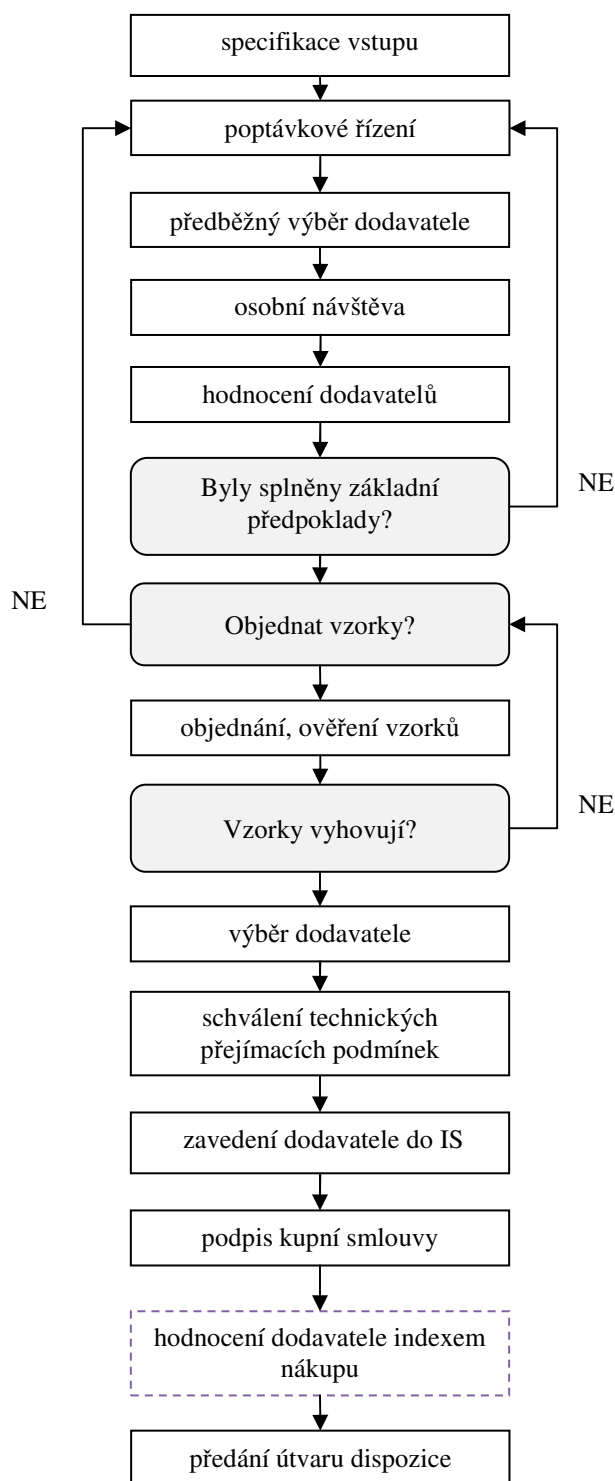 specifikace vstupu
poptávkové řízení
předběžný výběr dodavatele
osobní návštěva
hodnocení dodavatelů
Byly splněny základní
předpoklady?
NE
NE
Objednat vzorky?
objednání, ověření vzorků
Vzorky vyhovují?
NE
výběr dodavatele
schválení technických
přejímacích podmínek
zavedení dodavatele do IS
podpis kupní smlouvy
hodnocení dodavatele indexem
nákupu
předání útvaru dispozice